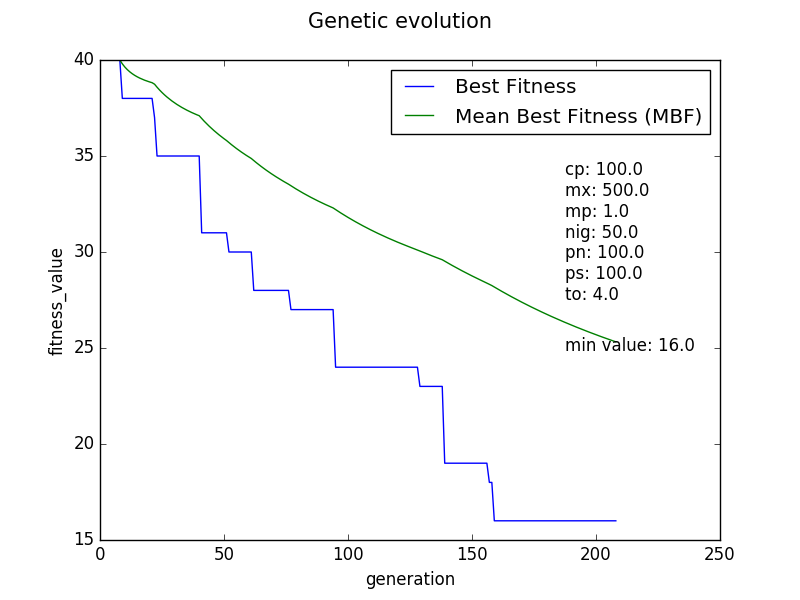 Genetic evolution
40
35
30
25
20
15
0
50
100
150
200
250
fitness_value
generation
Best Fitness
Mean Best Fitness (MBF)
cp: 100.0
mx: 500.0
mp: 1.0
nig: 50.0
pn: 100.0
ps: 100.0
to: 4.0
min value: 16.0